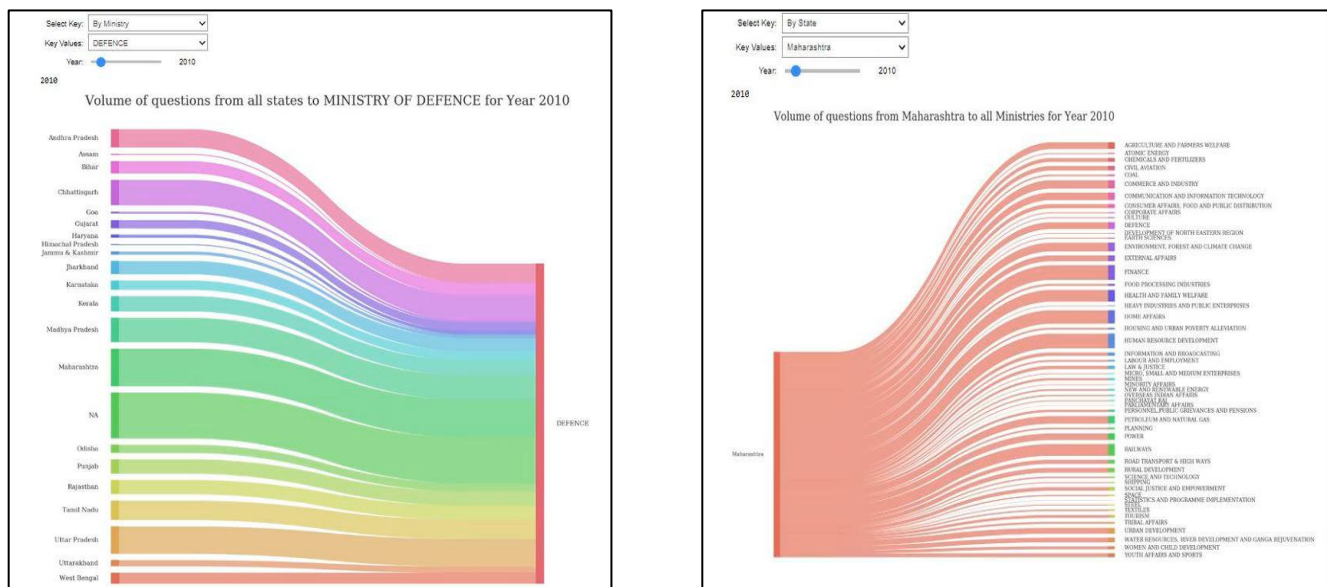 Select Key: By Ministry
Key Values: DEFENCE
Year: 2010
2010
Volume of questions from all states to MINISTRY OF DEFENCE for Year 2010
Andhra Pradesh
Assam
Bihar
Chhattisgarh
Goa
Gujarat
Haryana
Himachal Pradesh
Jammu & Kashmir
Jharkhand
Karnataka
Kerala
Madhya Pradesh
Maharashtra
NA
Odisha
Punjab
Rajasthan
Tamil Nadu
Uttar Pradesh
Uttarakhand
West Bengal
DEFENCE
Select Key: By State
Key Values: Maharashtra
Year: 2010
2010
Volume of questions from Maharashtra to all Ministries for Year 2010
Maharashtra
AGRICULTURE AND FARMERS WELFARE
ATOMIC ENERGY
CHEMICALS AND FERTILIZERS
CIVIL AVIATION
COAL
COMMERCE AND INDUSTRY
COMMUNICATION AND INFORMATION TECHNOLOGY
CONSUMER AFFAIRS, FOOD AND PUBLIC DISTRIBUTION
CORPORATE AFFAIRS
CULTURE
DEFENCE
DEVELOPMENT OF NORTH EASTERN REGION
EARTH SCIENCES
ENVIRONMENT, FOREST AND CLIMATE CHANGE
EXTERNAL AFFAIRS
FINANCE
FOOD PROCESSING INDUSTRIES
HEALTH AND FAMILY WELFARE
HEAVY INDUSTRIES AND PUBLIC ENTERPRISES
HOME AFFAIRS
HOUSING AND URBAN POVERTY ALLEVIATION
HUMAN RESOURCE DEVELOPMENT
INFORMATION AND BROADCASTING
LABOUR AND EMPLOYMENT
LAW & JUSTICE
MICRO, SMALL AND MEDIUM ENTERPRISES
MINES
MINORITY AFFAIRS
NEW AND RENEWABLE ENERGY
OVERSEAS INDIAN AFFAIRS
PANCHAYAT RAJ
PARLIAMENTARY AFFAIRS
PERSONNEL,PUBLIC GRIEVANCES AND PENSIONS
PETROLEUM AND NATURAL GAS
PLANNING
POWER
RAILWAYS
ROAD TRANSPORT & HIGH WAYS
RURAL DEVELOPMENT
SCIENCE AND TECHNOLOGY
SHIPPING
SOCIAL JUSTICE AND EMPOWERMENT
SPACE
STATISTICS AND PROGRAMME IMPLEMENTATION
STEEL
TEXTILES
TOURISM
TRIBAL AFFAIRS
URBAN DEVELOPMENT
WATER RESOURCES, RIVER DEVELOPMENT AND GANGA REJUVENATION
WOMEN AND CHILD DEVELOPMENT
YOUTH AFFAIRS AND SPORTS